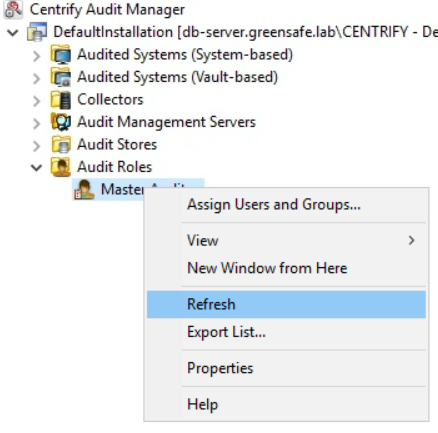 Centrify Audit Manager
DefaultInstallation [db-server.greensafe.lab\CENTRIFY - De
Audited Systems (System-based)
Audited Systems (Vault-based)
Collectors
Audit Management Servers
Audit Stores
Audit Roles
Master
Assign Users and Groups...
View
New Window from Here
Refresh
Export List...
Properties
Help